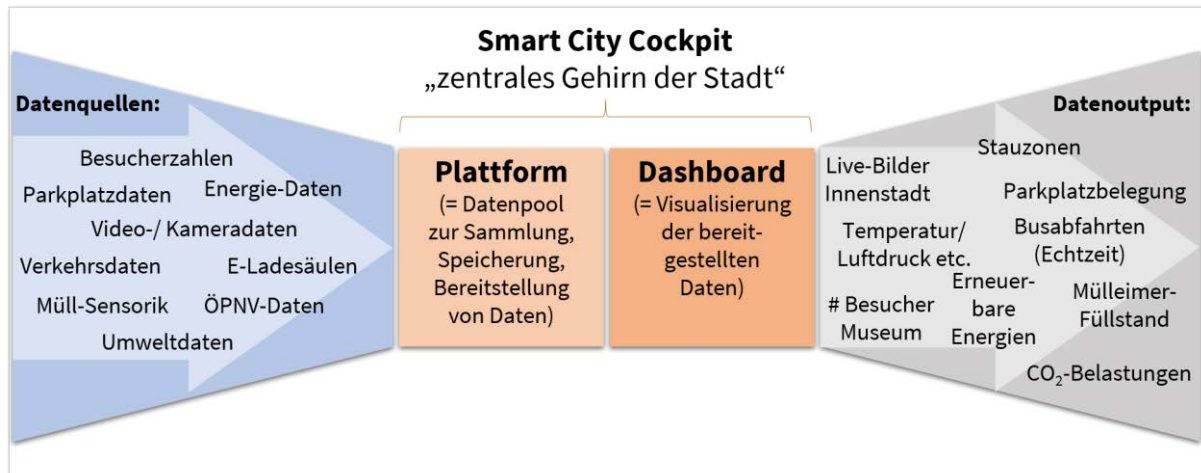 Smart City Cockpit
„zentrales Gehirn der Stadt“
Datenquellen:
Besucherzahlen
Parkplatzdaten
Energie-Daten
Video-/ Kameradaten
Verkehrsdaten
E-Ladesäulen
Müll-Sensorik
ÖPNV-Daten
Umweltdaten
Plattform
(= Datenpool
zur Sammlung,
Speicherung,
Bereitstellung
von Daten)
Dashboard
(= Visualisierung
der bereit-
gestellten
Daten)
Datenoutput:
Stauzonen
Live-Bilder
Innenstadt
Parkplatzbelegung
Temperatur/
Luftdruck etc.
Busabfahrten
(Echtzeit)
# Besucher
Museum
Erneuer-
bare
Energien
Mülleimer-
Füllstand
CO₂-Belastungen